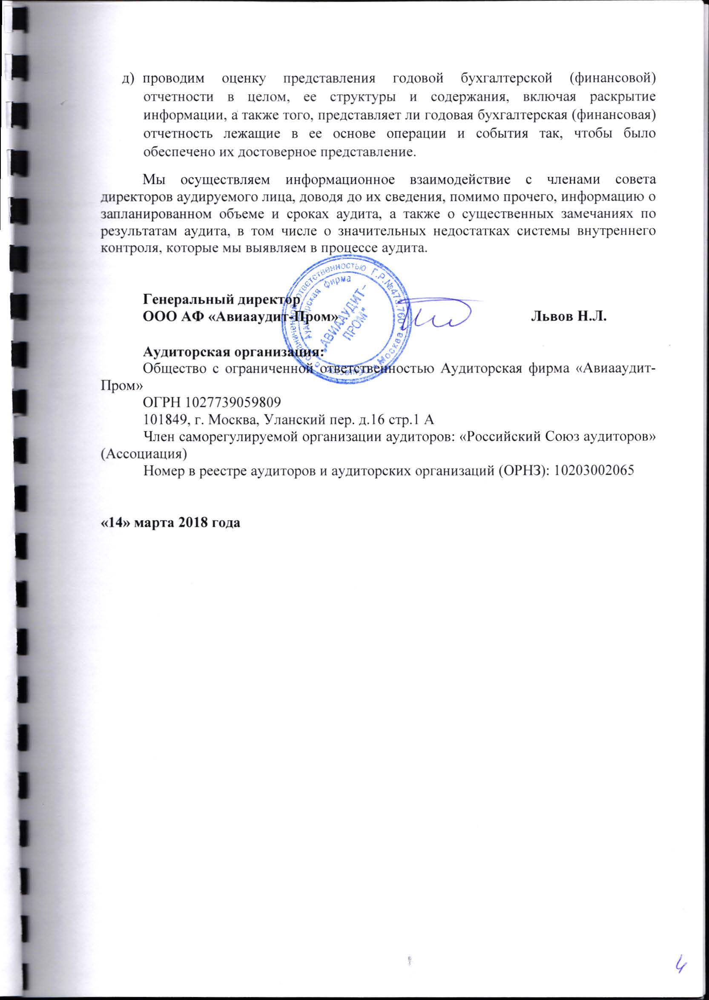 д) проводим оценку представления годовой бухгалтерской (финансовой)
отчетности в целом, ее структуры и содержания, включая раскрытие
информации, а также того, представляет ли годовая бухгалтерская (финансовая)
отчетность лежащие в ее основе операции и события так, чтобы было
обеспечено их достоверное представление.
Мы осуществляем информационное взаимодействие с членами совета
директоров аудируемого лица, доводя до их сведения, помимо прочего, информацию о
запланированном объеме и сроках аудита, а также о существенных замечаниях по
результатам аудита, в том числе о значительных недостатках системы внутреннего
контроля, которые мы выявляем в процессе аудита.
Генеральный директор
ООО АФ «Авиааудит-Пром» Львов Н.Л.
с ограниченной ответственностью Г.Р.№473.760 Москва
Аудиторская фирма
"АВИААУДИТ-
ПРОМ"
Аудиторская организация:
Общество с ограниченной ответственностью Аудиторская фирма «Авиааудит-
Пром»
ОГРН 1027739059809
101849, г. Москва, Уланский пер. д.16 стр.1 А
Член саморегулируемой организации аудиторов: «Российский Союз аудиторов»
(Ассоциация)
Номер в реестре аудиторов и аудиторских организаций (ОРНЗ): 10203002065
«14» марта 2018 года
4